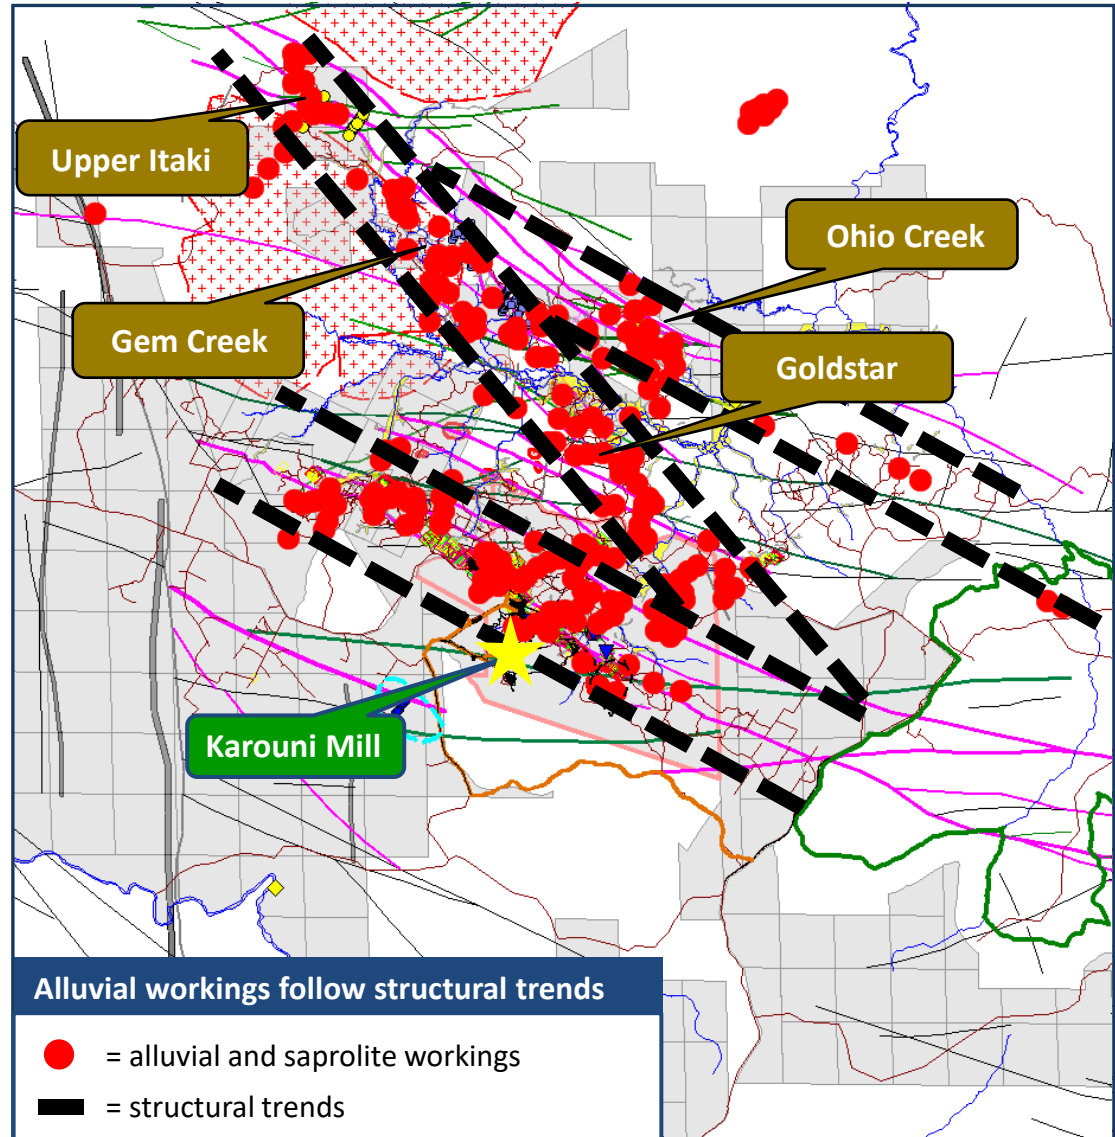 Upper Itaki
Ohio Creek
Gem Creek
Goldstar
Karouni Mill
Alluvial workings follow structural trends
= alluvial and saprolite workings
= structural trends